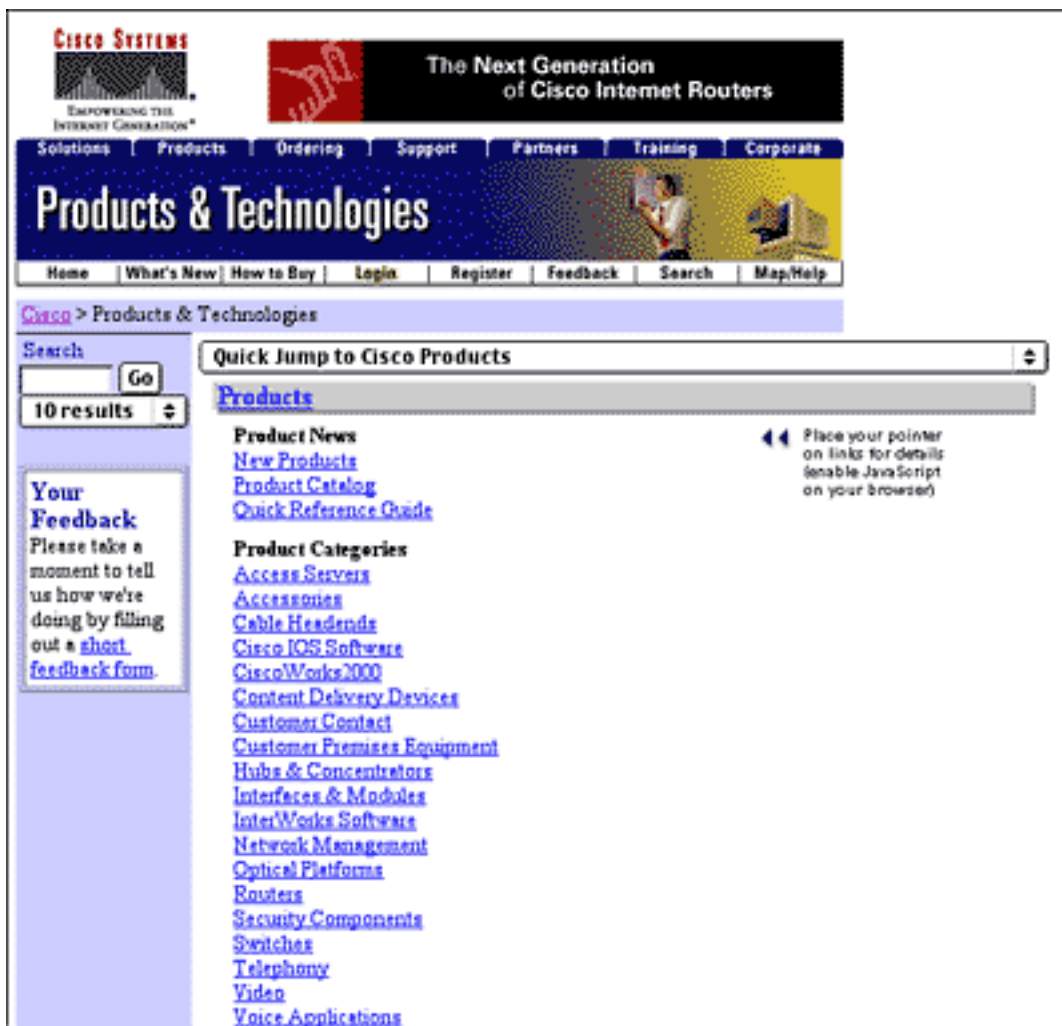 CISCO SYSTEMS
EMPOWERING THE
INTERNET GENERATION
The Next Generation
of Cisco Internet Routers
Solutions Products Ordering Support Partners Training Corporate
Products & Technologies
Home | What's New | How to Buy | Login | Register | Feedback | Search | Map/Help
Cisco > Products & Technologies
Search
Go
10 results
Your
Feedback
Please take a
moment to tell
us how we're
doing by filling
out a short
feedback form.
Quick Jump to Cisco Products
Products
Product News
New Products
Product Catalog
Quick Reference Guide
Place your pointer
on links for details
(enable JavaScript
on your browser)
Product Categories
Access Servers
Accessories
Cable Headends
Cisco IOS Software
CiscoWorks2000
Content Delivery Devices
Customer Contact
Customer Premises Equipment
Hubs & Concentrators
Interfaces & Modules
InterWorks Software
Network Management
Optical Platforms
Routers
Security Components
Switches
Telephony
Video
Voice Applications